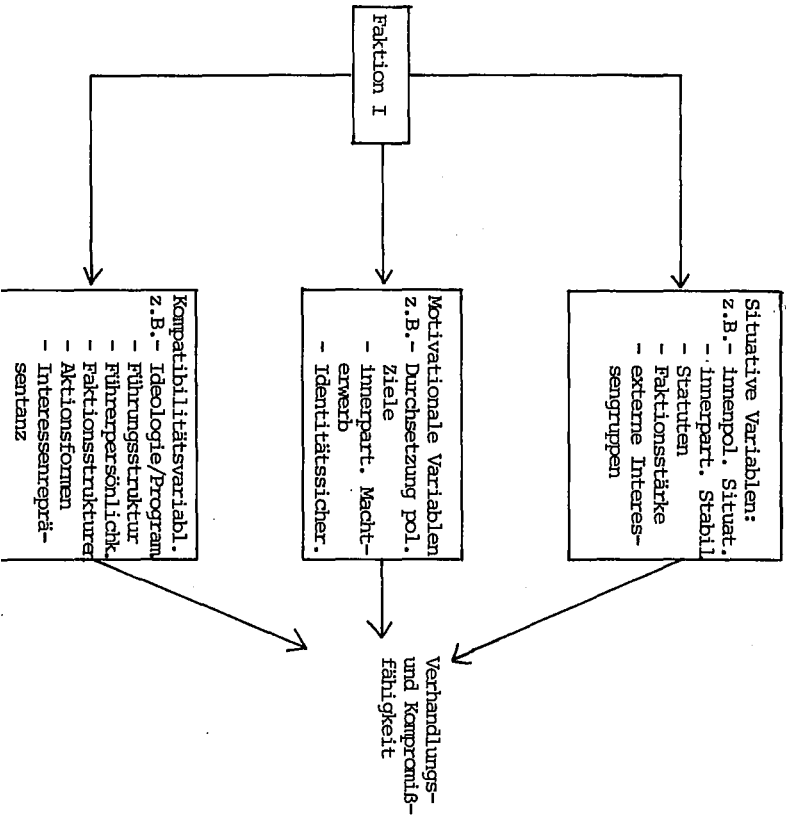 Faktion I
Situative Variablen:
z.B.- innenpol. Situat.
- innerpart. Stabil
- Statuten
- Faktionsstärke
- externe Interes-
sengruppen
Motivationale Variablen
z.B.- Durchsetzung pol.
Ziele
- innerpart. Macht-
erwerb
- Identitätssicher.
Kompatibilitätsvariabl.
z.B.- Ideologie/Program
- Führungsstruktur
- Führerpersönlichk.
- Faktionsstrukturen
- Aktionsformen
- Interessenreprä-
sentanz
Verhandlungs-
und Kompromiß-
fähigkeit